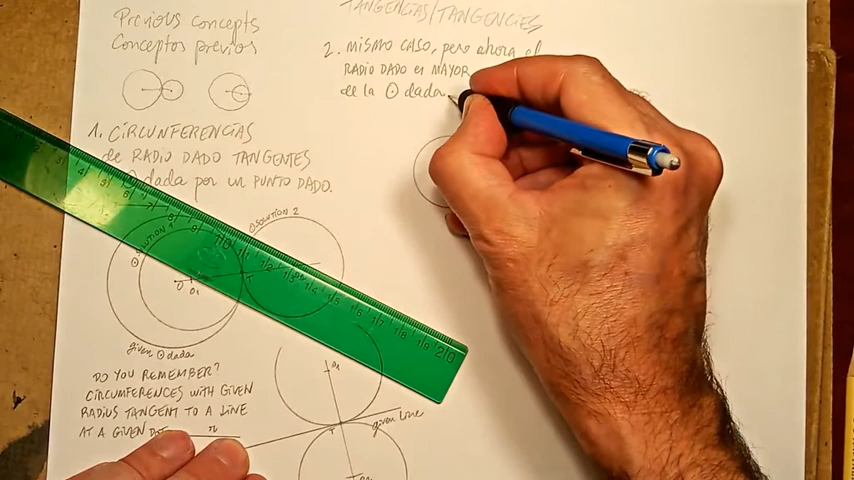 Previous concepts
Conceptos previos
TANGENCIAS/TANGENCIES
2. MISMO CASO, pero ahora el
RADIO DADO es MAYOR
de la ⊙ dada
1. CIRCUNFERENCIAS
de RADIO DADO TANGENTES
dada por un PUNTO DADO.
⊙ SOLUTION 1
⊙ SOLUTION 2
given ⊙ dada
DO YOU REMEMBER?
CIRCUMFERENCES WITH GIVEN
RADIUS TANGENT TO A LINE
AT A GIVEN
given line